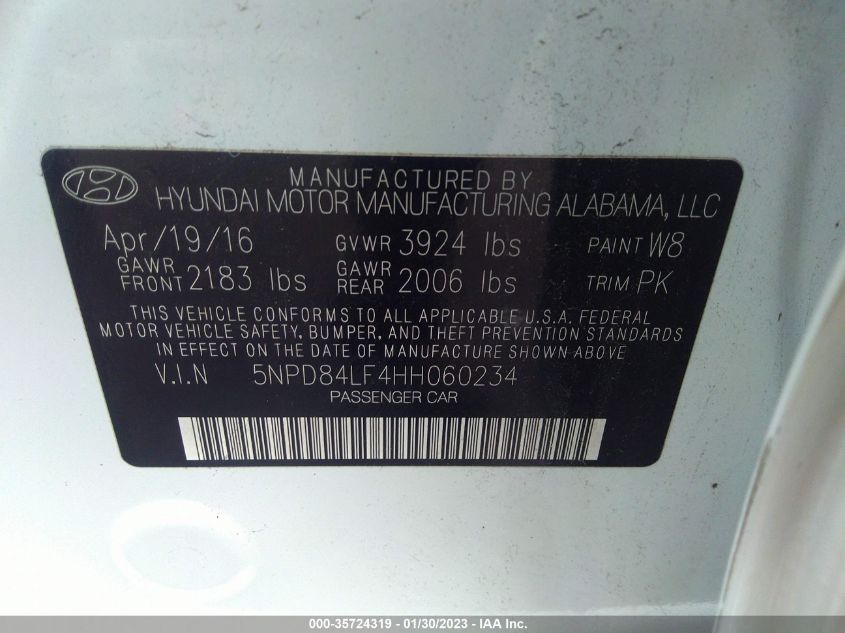 MANUFACTURED BY
HYUNDAI MOTOR MANUFACTURING ALABAMA, LLC
Apr/19/16 GVWR 3924 lbs PAINT W8
GAWR FRONT 2183 lbs GAWR REAR 2006 lbs TRIM PK
THIS VEHICLE CONFORMS TO ALL APPLICABLE U.S.A. FEDERAL
MOTOR VEHICLE SAFETY, BUMPER, AND THEFT PREVENTION STANDARDS
IN EFFECT ON THE DATE OF MANUFACTURE SHOWN ABOVE
V.I.N 5NPD84LF4HH060234
PASSENGER CAR
000-35724319 - 01/30/2023 - IAA Inc.